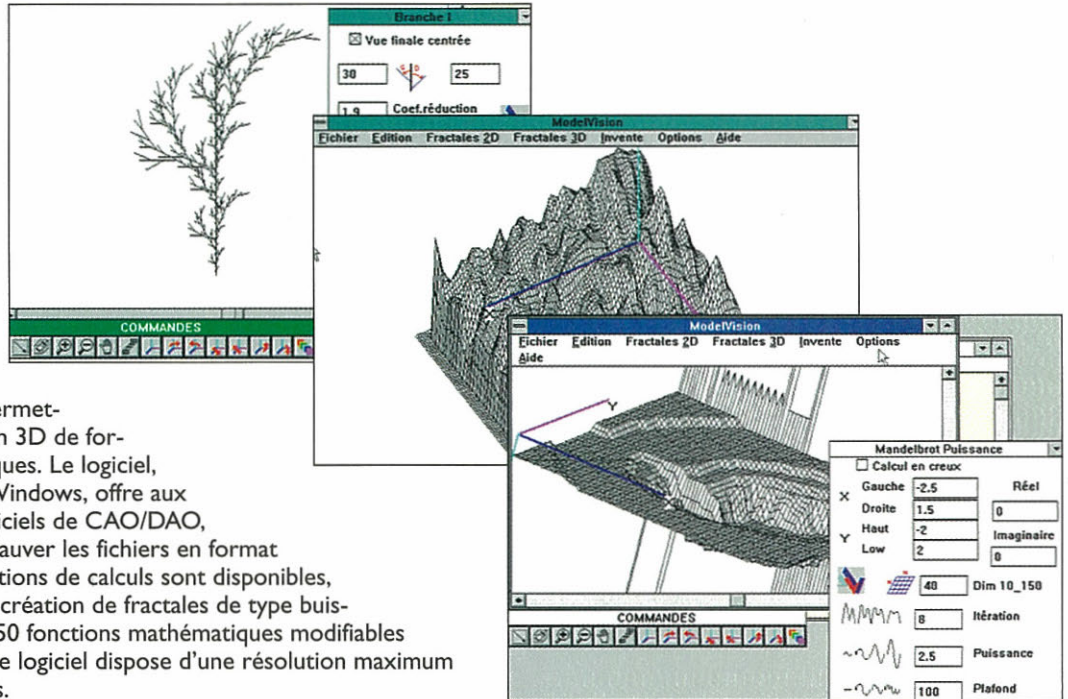 Branche 1
Vue finale centrée
30
25
1.9 Coef.réduction
COMMANDES
ModelVision
Fichier Edition Fractales 2D Fractales 3D Invente Options Aide
ModelVision
Fichier Edition Fractales 2D Fractales 3D Invente Options
Aide
Y
COMMANDES
Mandelbrot Puissance
Calcul en creux
X
Gauche -2.5
Réel
Droite 1.5
0
Y
Haut -2
Imaginaire
Low 2
0
40 Dim 10_150
8 Itération
2.5 Puissance
100 Plafond
ermet-
n 3D de for-
ques. Le logiciel,
Windows, offre aux
iciels de CAO/DAO,
auver les fichiers en format
tions de calculs sont disponibles,
création de fractales de type buis-
50 fonctions mathématiques modifiables
e logiciel dispose d'une résolution maximum
s.